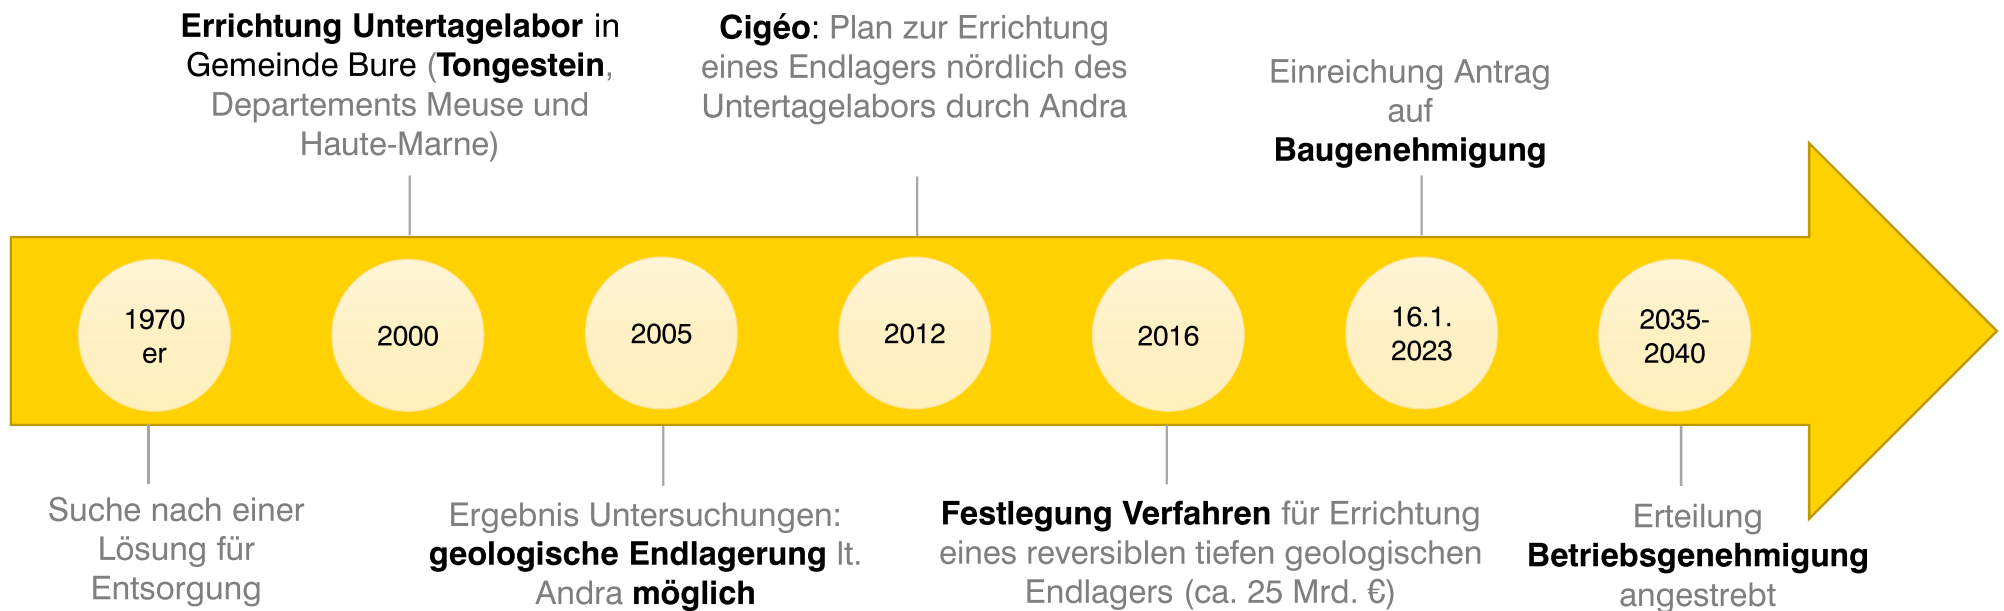 Errichtung Untertagelabor in
Gemeinde Bure (Tongestein,
Departements Meuse und
Haute-Marne)
Cigéo: Plan zur Errichtung
eines Endlagers nördlich des
Untertagelabors durch Andra
Einreichung Antrag
auf
Baugenehmigung
1970
er
2000
2005
2012
2016
16.1.
2023
2035-
2040
Suche nach einer
Lösung für
Entsorgung
Ergebnis Untersuchungen:
geologische Endlagerung lt.
Andra möglich
Festlegung Verfahren für Errichtung
eines reversiblen tiefen geologischen
Endlagers (ca. 25 Mrd. €)
Erteilung
Betriebsgenehmigung
angestrebt